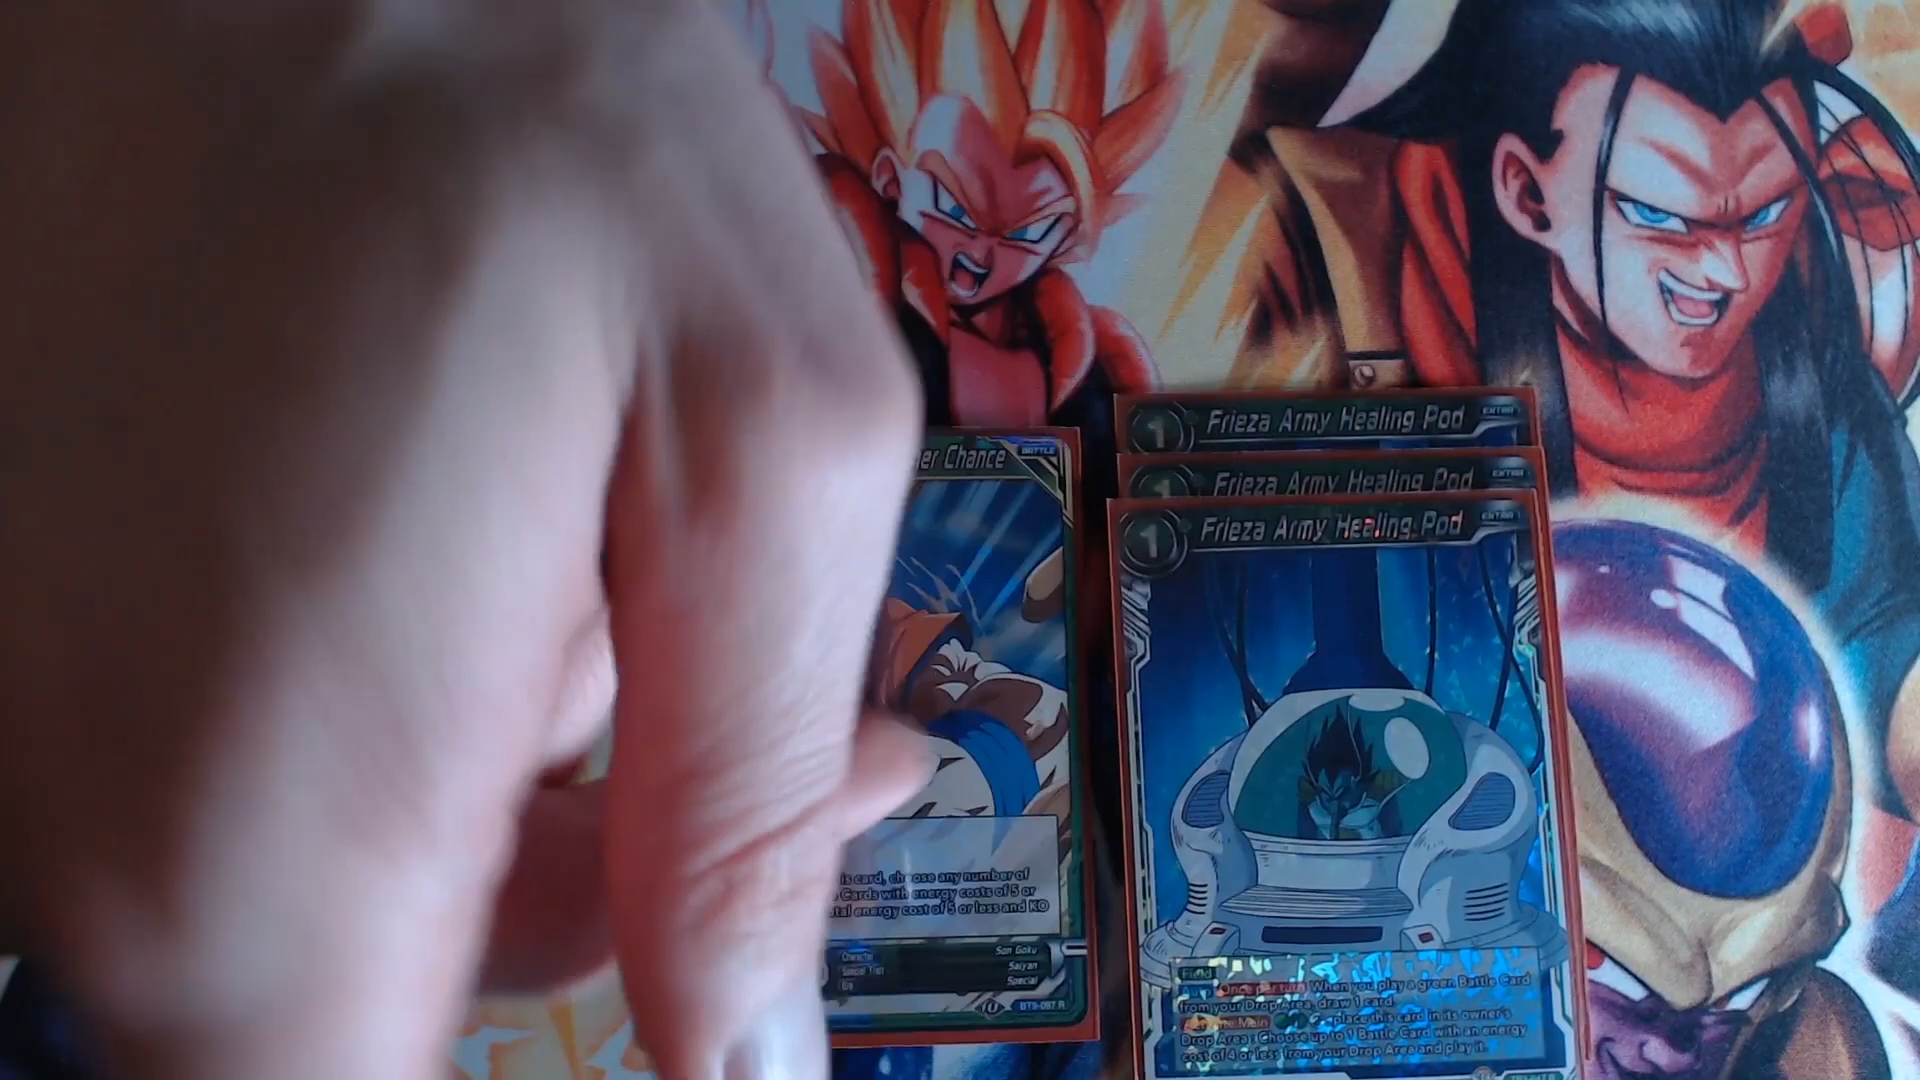 1 Frieza Army Healing Pod EXTRA
1 Frieza Army Healing Pod EXTRA
1 Frieza Army Healing Pod EXTRA
er Chance BATTLE
is card, choose any number of
Cards with energy costs of 5 or
energy cost of 5 or less and KO
Character Son Goku
Special Trait Saiyan
Era Special
BT9-097 R
Field
Once per turn When you play a green Battle Card
from your Drop Area, draw 1 card.
Activate Main place this card in its owner's
Drop Area : Choose up to 1 Battle Card with an energy
cost of 4 or less from your Drop Area and play it.